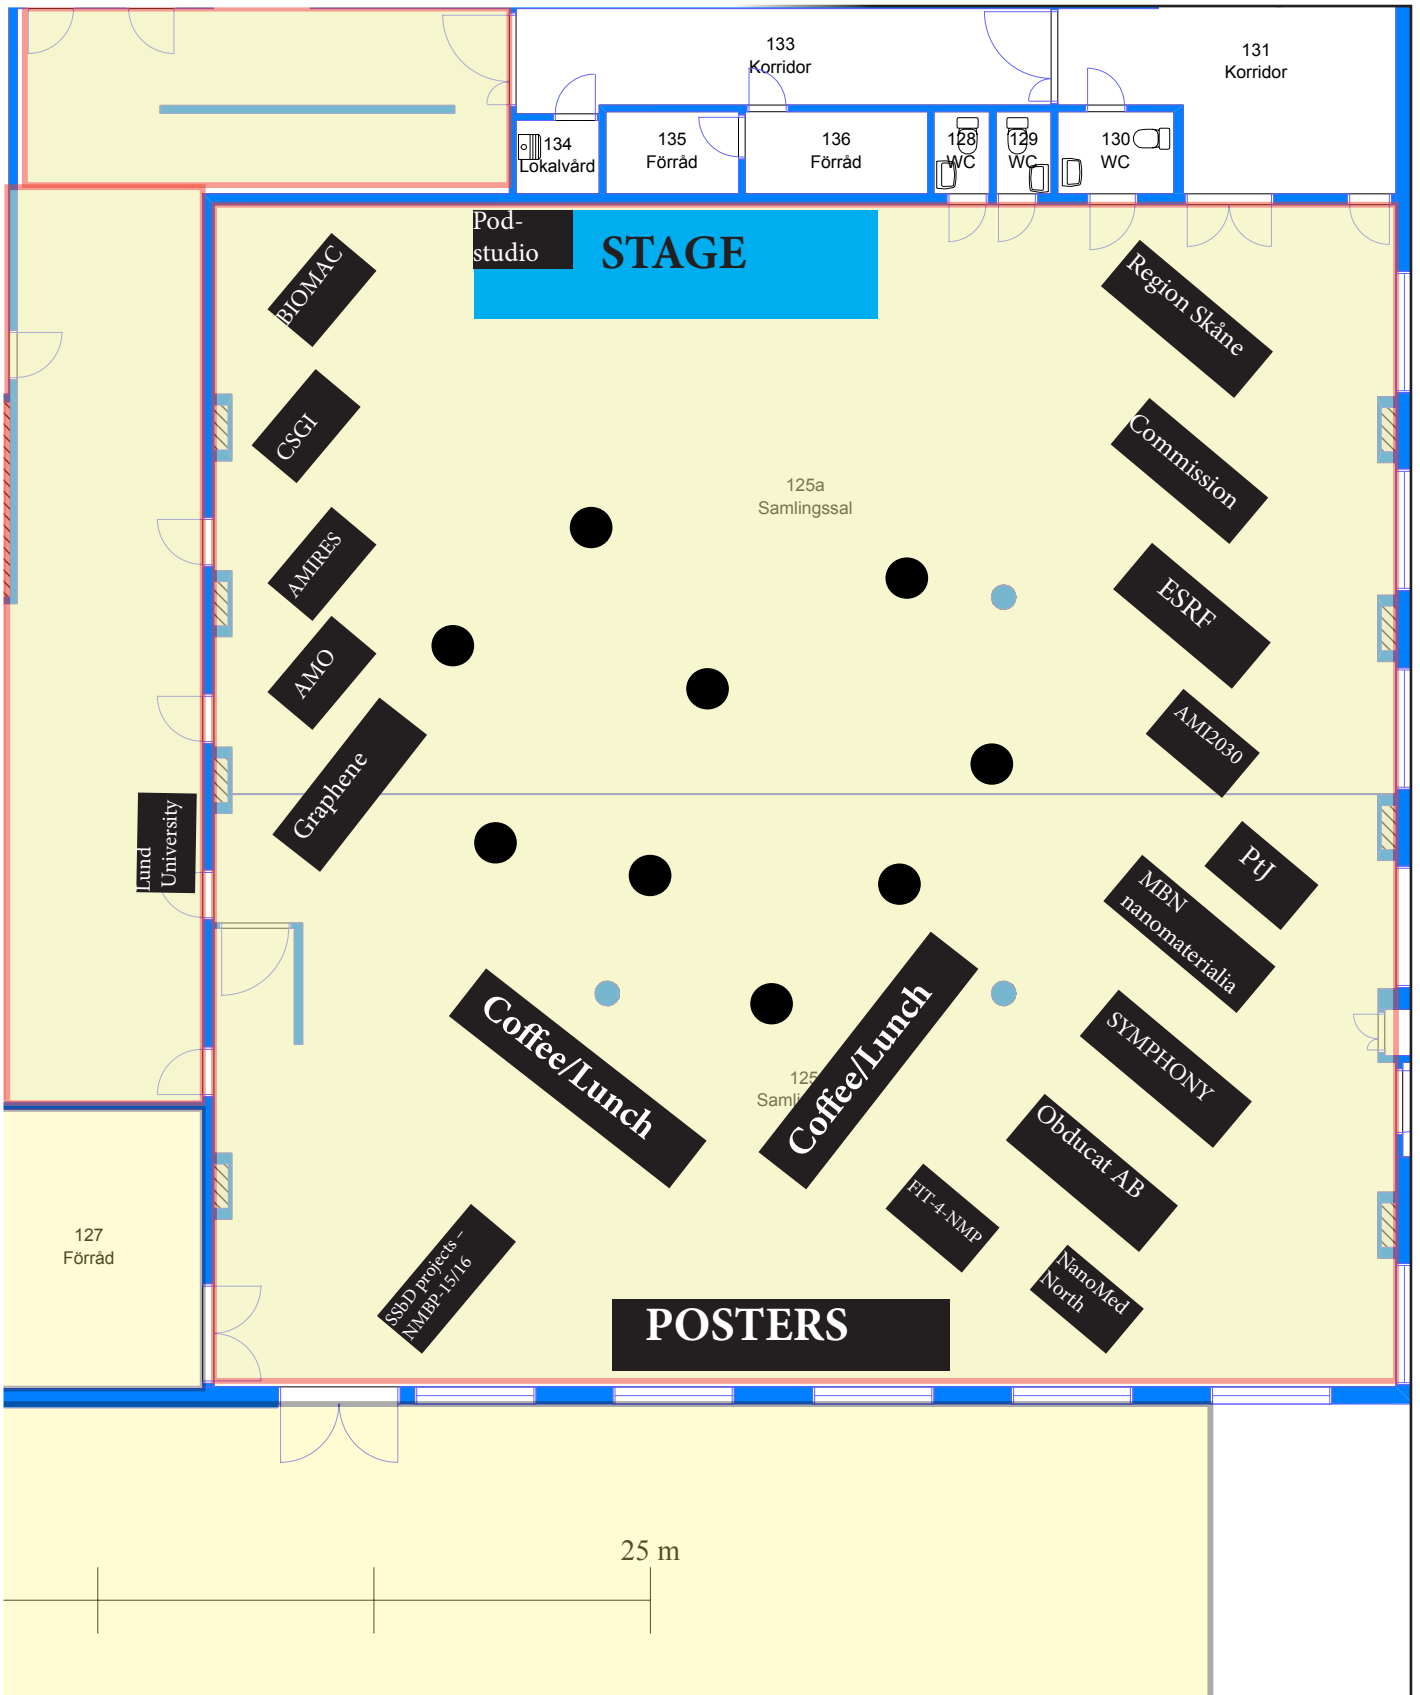 133
Korridor
131
Korridor
134
Lokalvård
135
Förråd
136
Förråd
128
WC
129
WC
130
WC
Pod-
studio
STAGE
BIOMAC
Region Skåne
CSGI
Commission
125a
Samlingssal
AMIRES
ESRF
AMO
AMI2030
Graphene
Lund
University
PtJ
MBN
nanomaterialia
Coffee/Lunch
Coffee/Lunch
SYMPHONY
125
Samli
Obducat AB
FIT-4-NMP
127
Förråd
SSbD projects –
NMBP-15/16
NanoMed
North
POSTERS
25 m